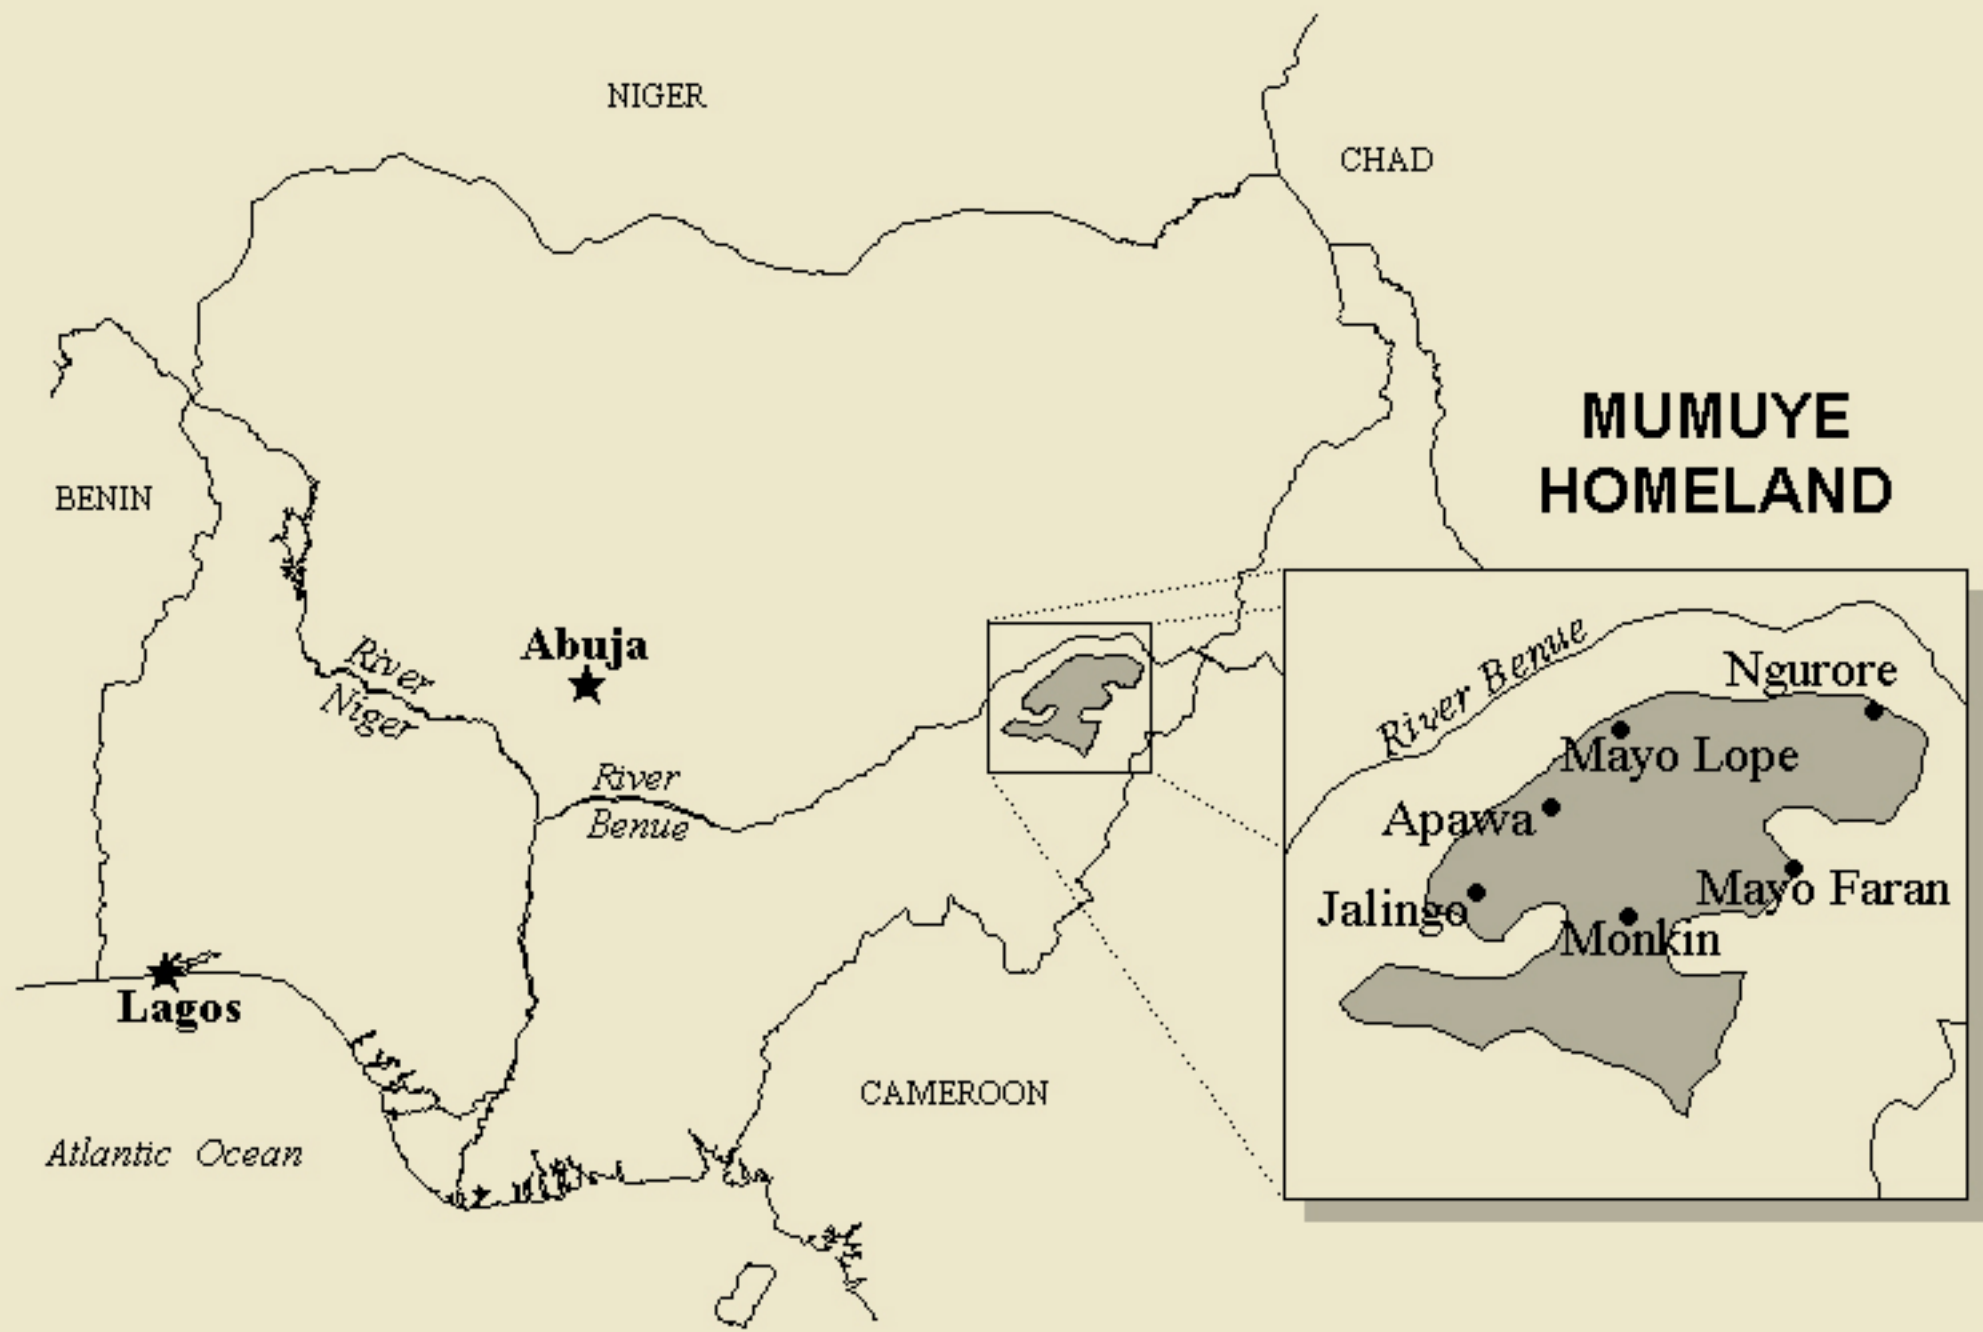 NIGER
CHAD
MUMUYE
HOMELAND
BENIN
River
Niger
Abuja
River
Benue
River Benue
Ngurore
Mayo Lope
Apawa
Mayo Faran
Jalingo
Monkin
Lagos
CAMEROON
Atlantic Ocean